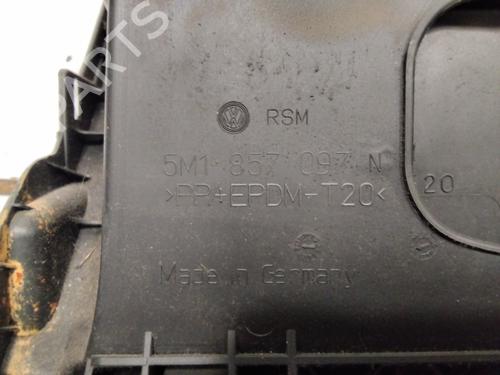 RSM
5M1 857 097 N
>PP+EPDM-T20<
20
Made in Germany